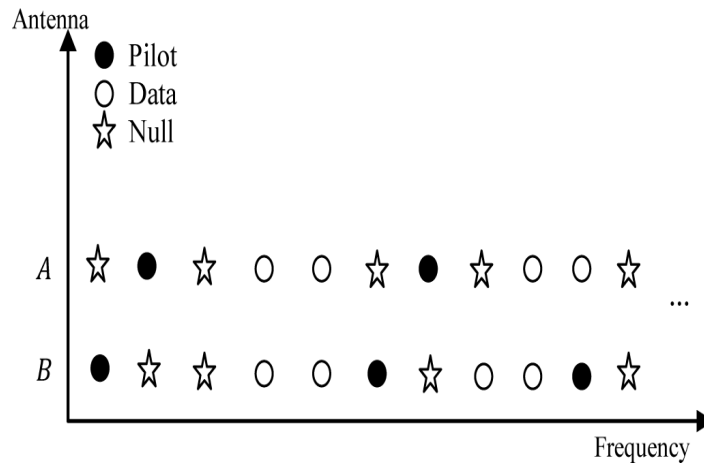 Antenna
Pilot
Data
Null
A
...
B
Frequency